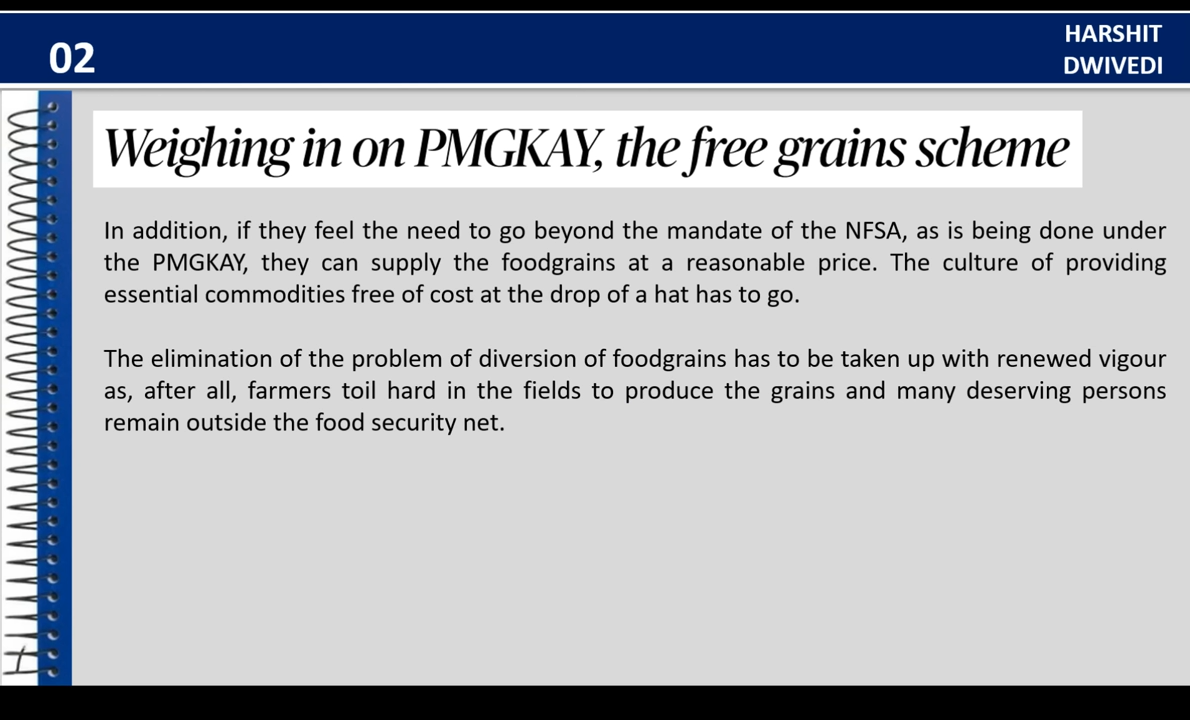 02
HARSHIT
DWIVEDI
Weighing in on PMGKAY, the free grains scheme
In addition, if they feel the need to go beyond the mandate of the NFSA, as is being done under
the PMGKAY, they can supply the foodgrains at a reasonable price. The culture of providing
essential commodities free of cost at the drop of a hat has to go.
The elimination of the problem of diversion of foodgrains has to be taken up with renewed vigour
as, after all, farmers toil hard in the fields to produce the grains and many deserving persons
remain outside the food security net.